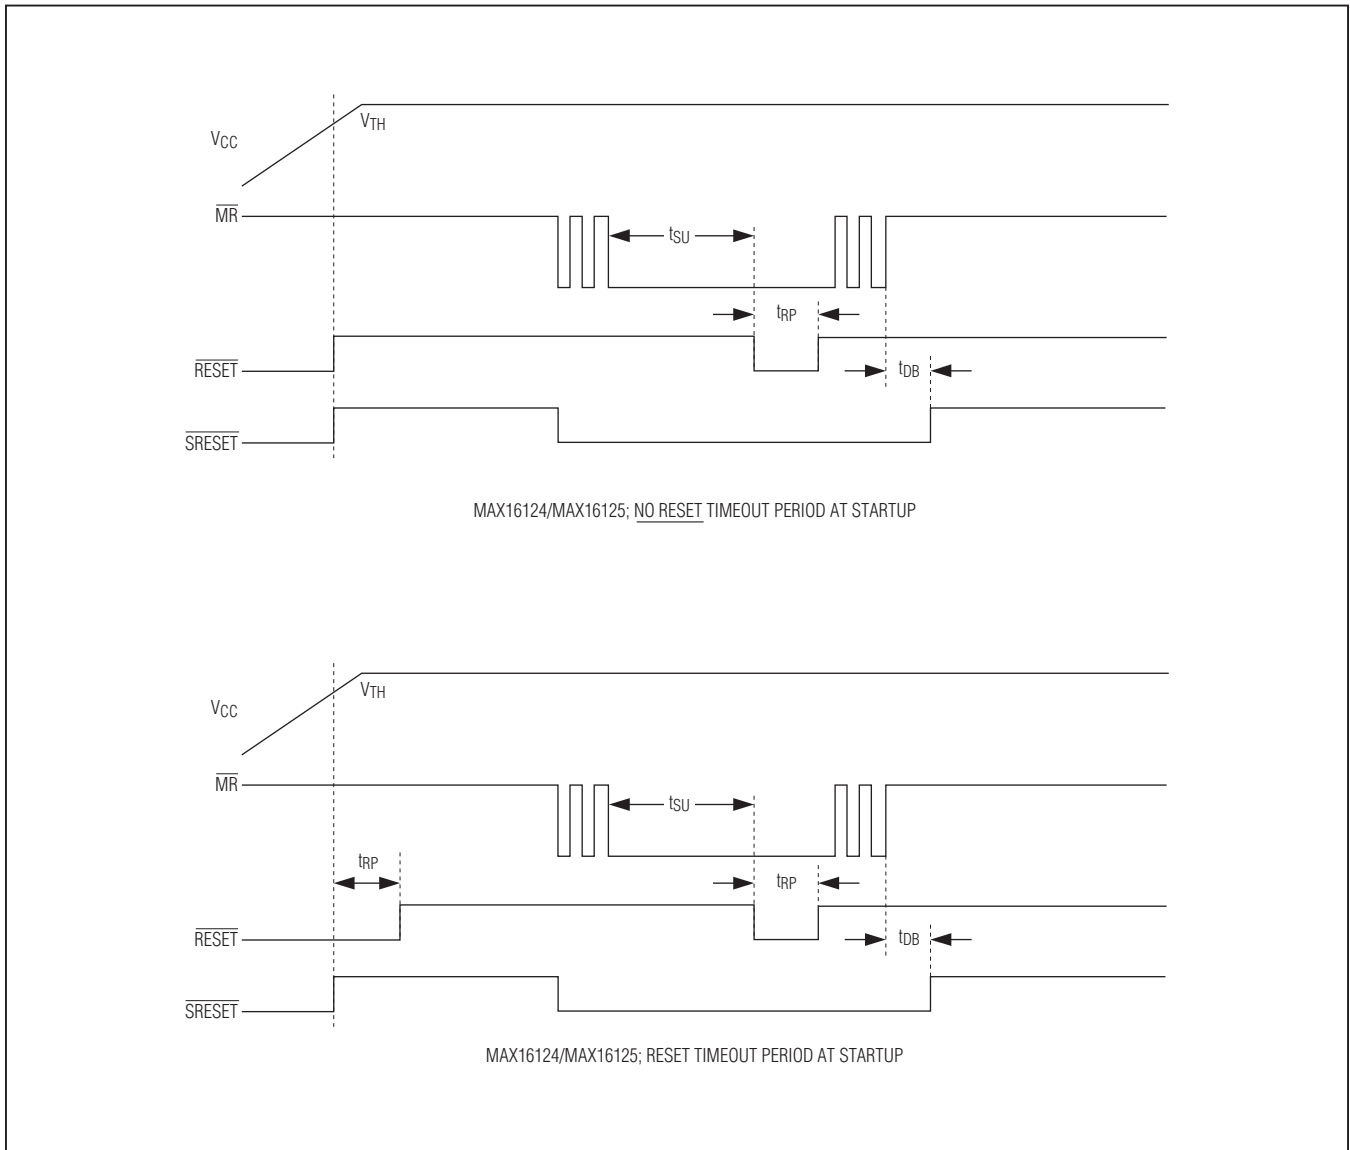 VCC
VTH
MR
tSU
tRP
RESET
tDB
SRESET
MAX16124/MAX16125; NO RESET TIMEOUT PERIOD AT STARTUP
VCC
VTH
MR
tSU
tRP
tRP
RESET
tDB
SRESET
MAX16124/MAX16125; RESET TIMEOUT PERIOD AT STARTUP